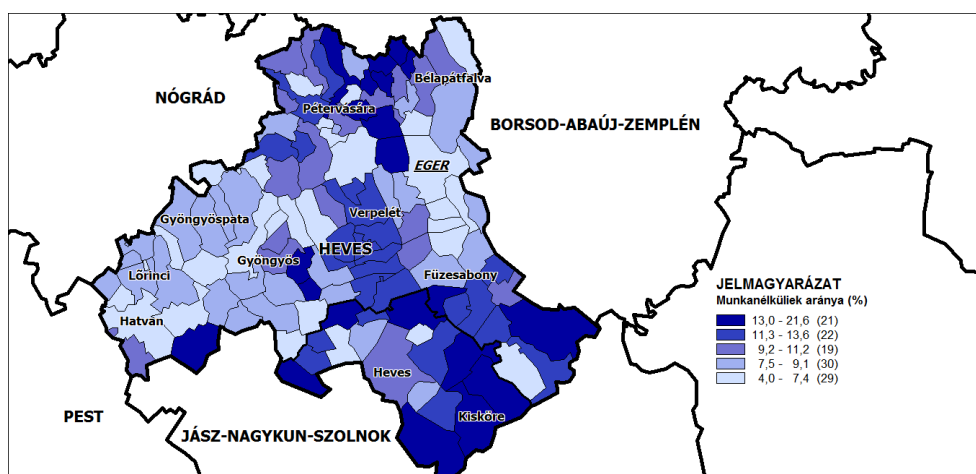 NÓGRÁD
Bélapátfalva
Pétervására
BORSOD-ABAÚJ-ZEMPLÉN
EGER
Gyöngyöspata
Verpelét
HEVES
Gyöngyös
Lőrinci
Füzesabony
Hatvan
Heves
Kisköre
PEST
JÁSZ-NAGYKUN-SZOLNOK
JELMAGYARÁZAT
Munkanélküliek aránya (%)
13,0 - 21,6 (21)
11,3 - 13,6 (22)
9,2 - 11,2 (19)
7,5 - 9,1 (30)
4,0 - 7,4 (29)